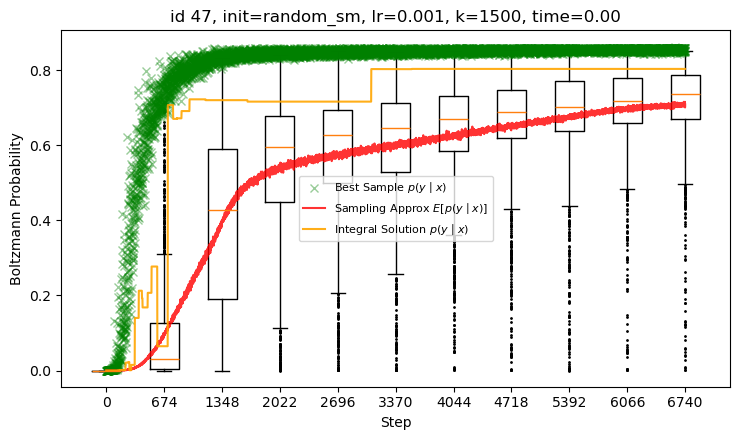 id 47, init=random_sm, lr=0.001, k=1500, time=0.00
Boltzmann Probability
0.8
0.6
0.4
0.2
0.0
Best Sample p(y | x)
Sampling Approx E[p(y | x)]
Integral Solution p(y | x)
0 674 1348 2022 2696 3370 4044 4718 5392 6066 6740
Step